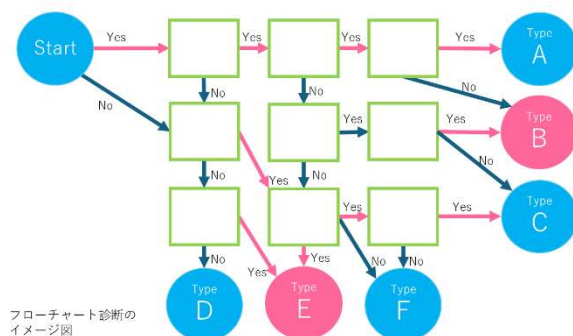 Start
Yes
Yes
Yes
Yes
Type
A
No
No
No
No
Type
B
Yes
Yes
Yes
No
No
No
Type
C
Yes
Yes
Yes
Yes
No
No
No
Type
D
Type
E
Type
F
フローチャート診断の
イメージ図